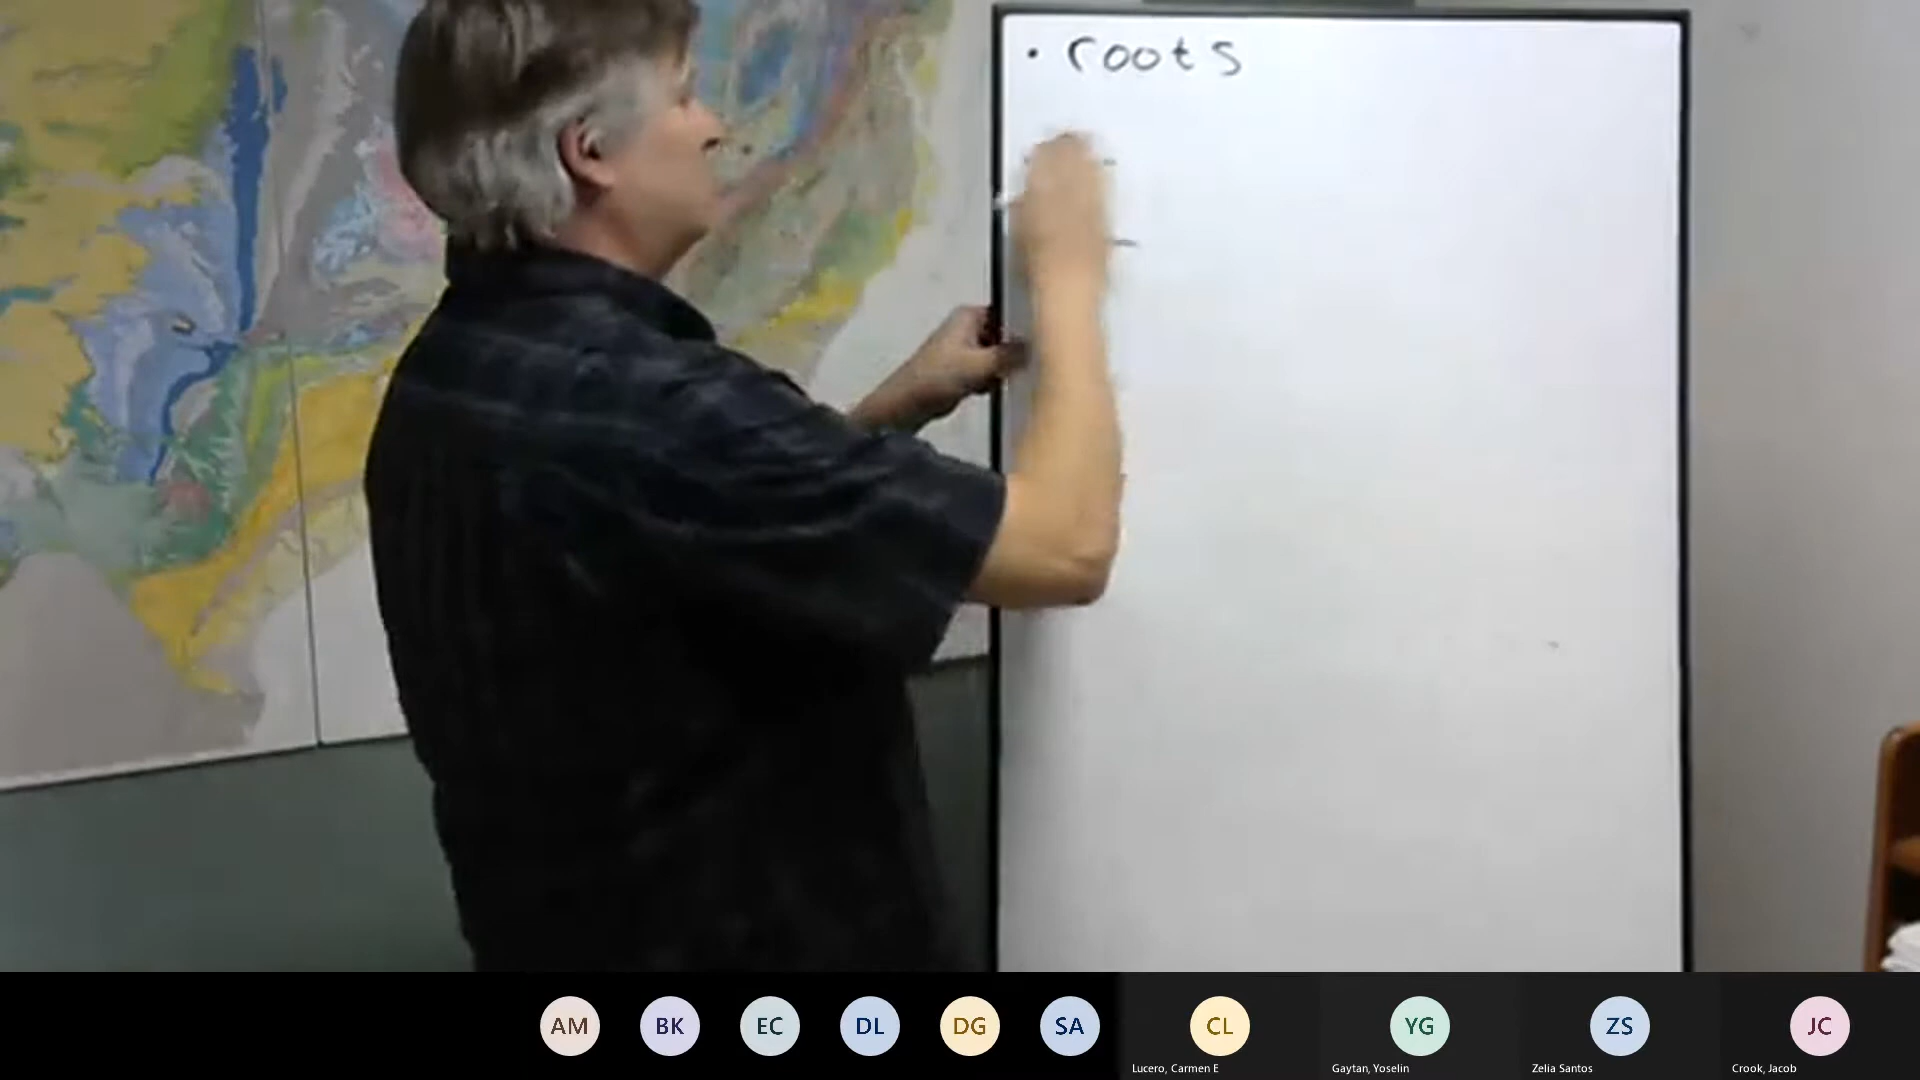 • roots
AM BK EC DL DG SA CL YG ZS JC
Lucero, Carmen E Gaytan, Yoselin Zelia Santos Crook, Jacob